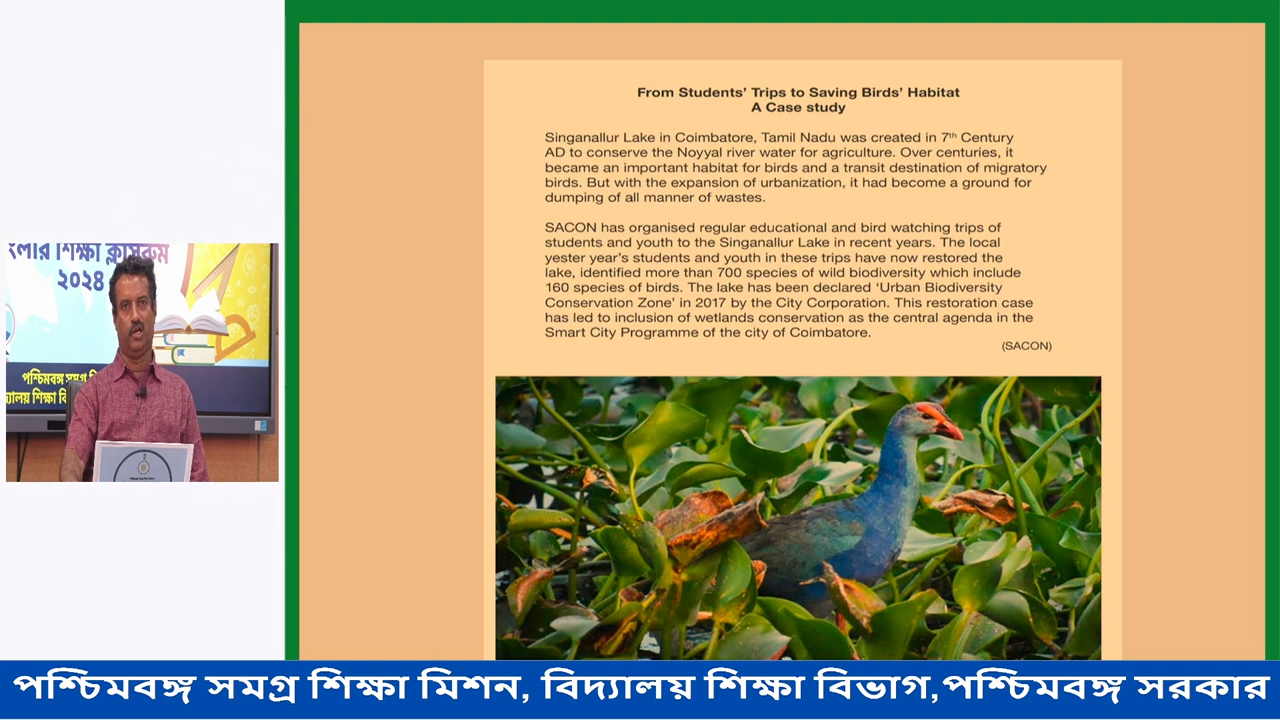 ংলার শিক্ষা ক্লাসরুম
২০২৪
পশ্চিমবঙ্গ সমগ্র
From Students’ Trips to Saving Birds’ Habitat
A Case study
Singanallur Lake in Coimbatore, Tamil Nadu was created in 7th Century
AD to conserve the Noyyal river water for agriculture. Over centuries, it
became an important habitat for birds and a transit destination of migratory
birds. But with the expansion of urbanization, it had become a ground for
dumping of all manner of wastes.
SACON has organised regular educational and bird watching trips of
students and youth to the Singanallur Lake in recent years. The local
yester year’s students and youth in these trips have now restored the
lake, identified more than 700 species of wild biodiversity which include
160 species of birds. The lake has been declared ‘Urban Biodiversity
Conservation Zone’ in 2017 by the City Corporation. This restoration case
has led to inclusion of wetlands conservation as the central agenda in the
Smart City Programme of the city of Coimbatore.
(SACON)
পশ্চিমবঙ্গ সমগ্র শিক্ষা মিশন, বিদ্যালয় শিক্ষা বিভাগ,পশ্চিমবঙ্গ সরকার